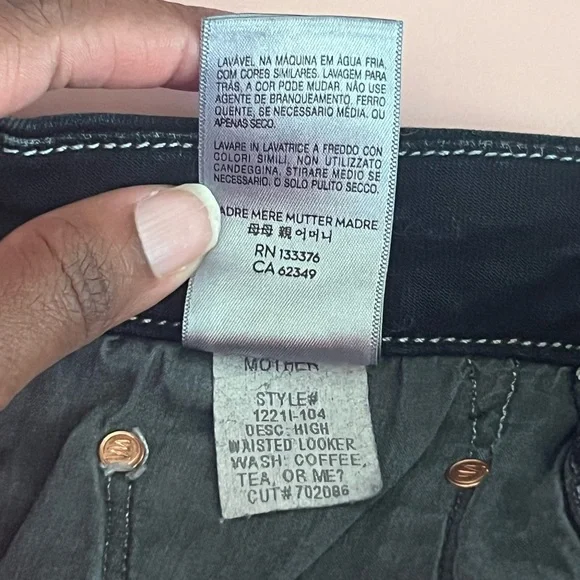 LAVÁVEL NA MÁQUINA EM ÁGUA FRIA
COM CORES SIMILARES. LAVAGEM PARA
TRÁS, A COR PODE MUDAR. NÃO USE
AGENTE DE BRANQUEAMENTO. FERRO
QUENTE, SE NECESSÁRIO MÉDIA. OU
APENAS SECO.
LAVARE IN LAVATRICE A FREDDO CON
COLORI SIMILI, NON UTILIZZATO
CANDEGGINA, STIRARE MEDIO SE
NECESSARIO. O SOLO PULITO SECCO.
ADRE MERE MUTTER MADRE
母母 親 어머니
RN 133376
CA 62349
MOTHER
STYLE#
1221I-104
DESC: HIGH
WAISTED LOOKER
WASH: COFFEE,
TEA, OR ME?
CUT# 702086